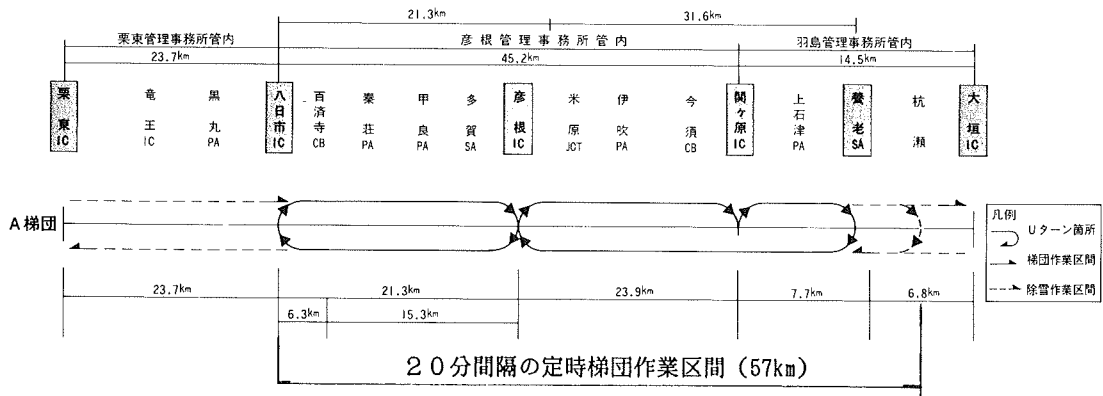 21.3km 31.6km
栗東管理事務所管内 彦根管理事務所管内 羽島管理事務所管内
23.7km 45.2km 14.5km
栗東IC
竜王IC
黒丸PA
八日市IC
百済寺CB
秦荘PA
甲良PA
多賀SA
彦根IC
米原JCT
伊吹PA
今須CB
関ヶ原IC
上石津PA
養老SA
杭瀬
大垣IC
A梯団
凡例
Uターン箇所
梯団作業区間
除雪作業区間
23.7km 21.3km 23.9km 7.7km 6.8km
6.3km 15.3km
20分間隔の定時梯団作業区間(57km)